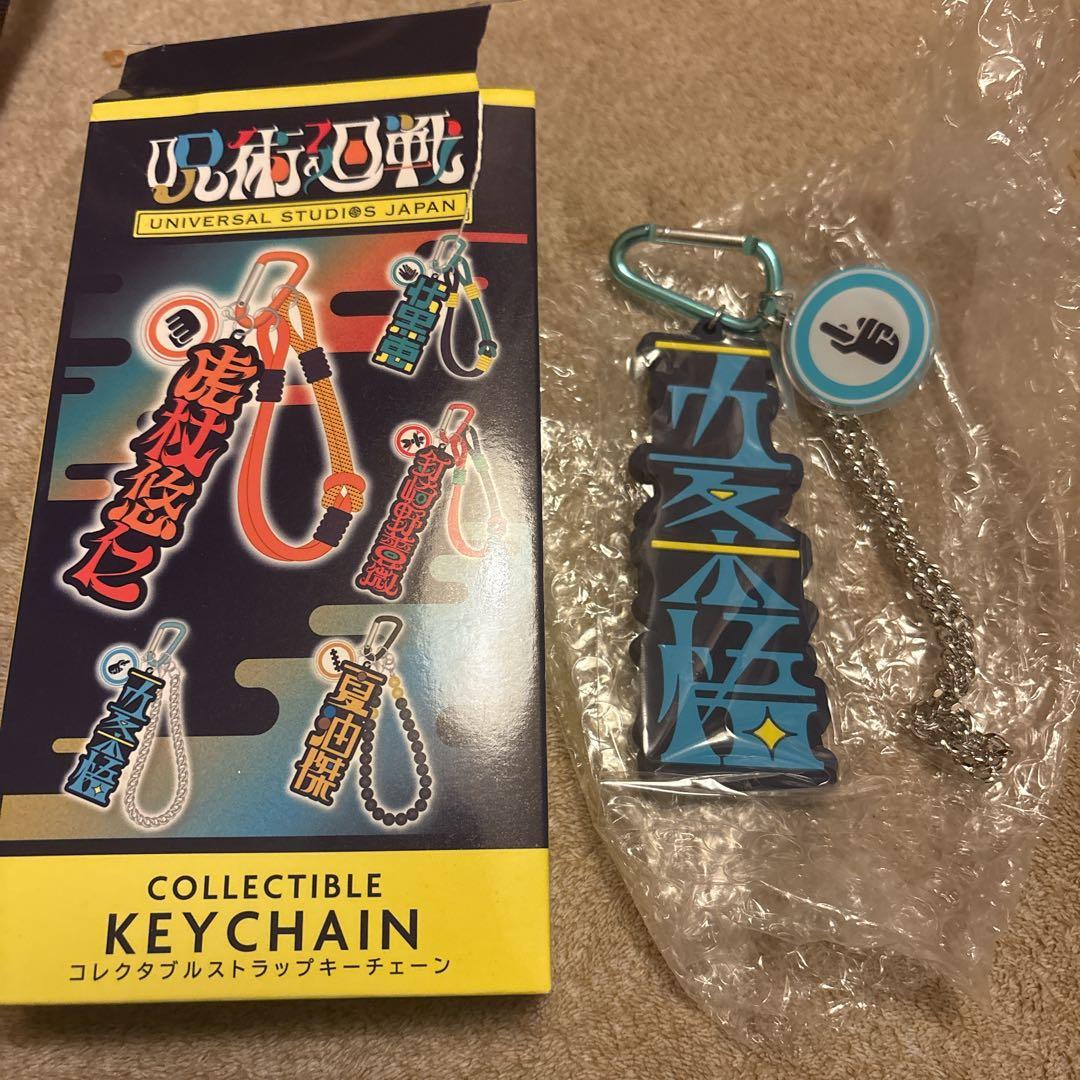 呪術廻戦
UNIVERSAL STUDIOS JAPAN
虎杖悠仁
伏黒恵
釘崎野薔薇
五条悟
夏油傑
COLLECTIBLE
KEYCHAIN
コレクタブルストラップキーチェーン
五条悟